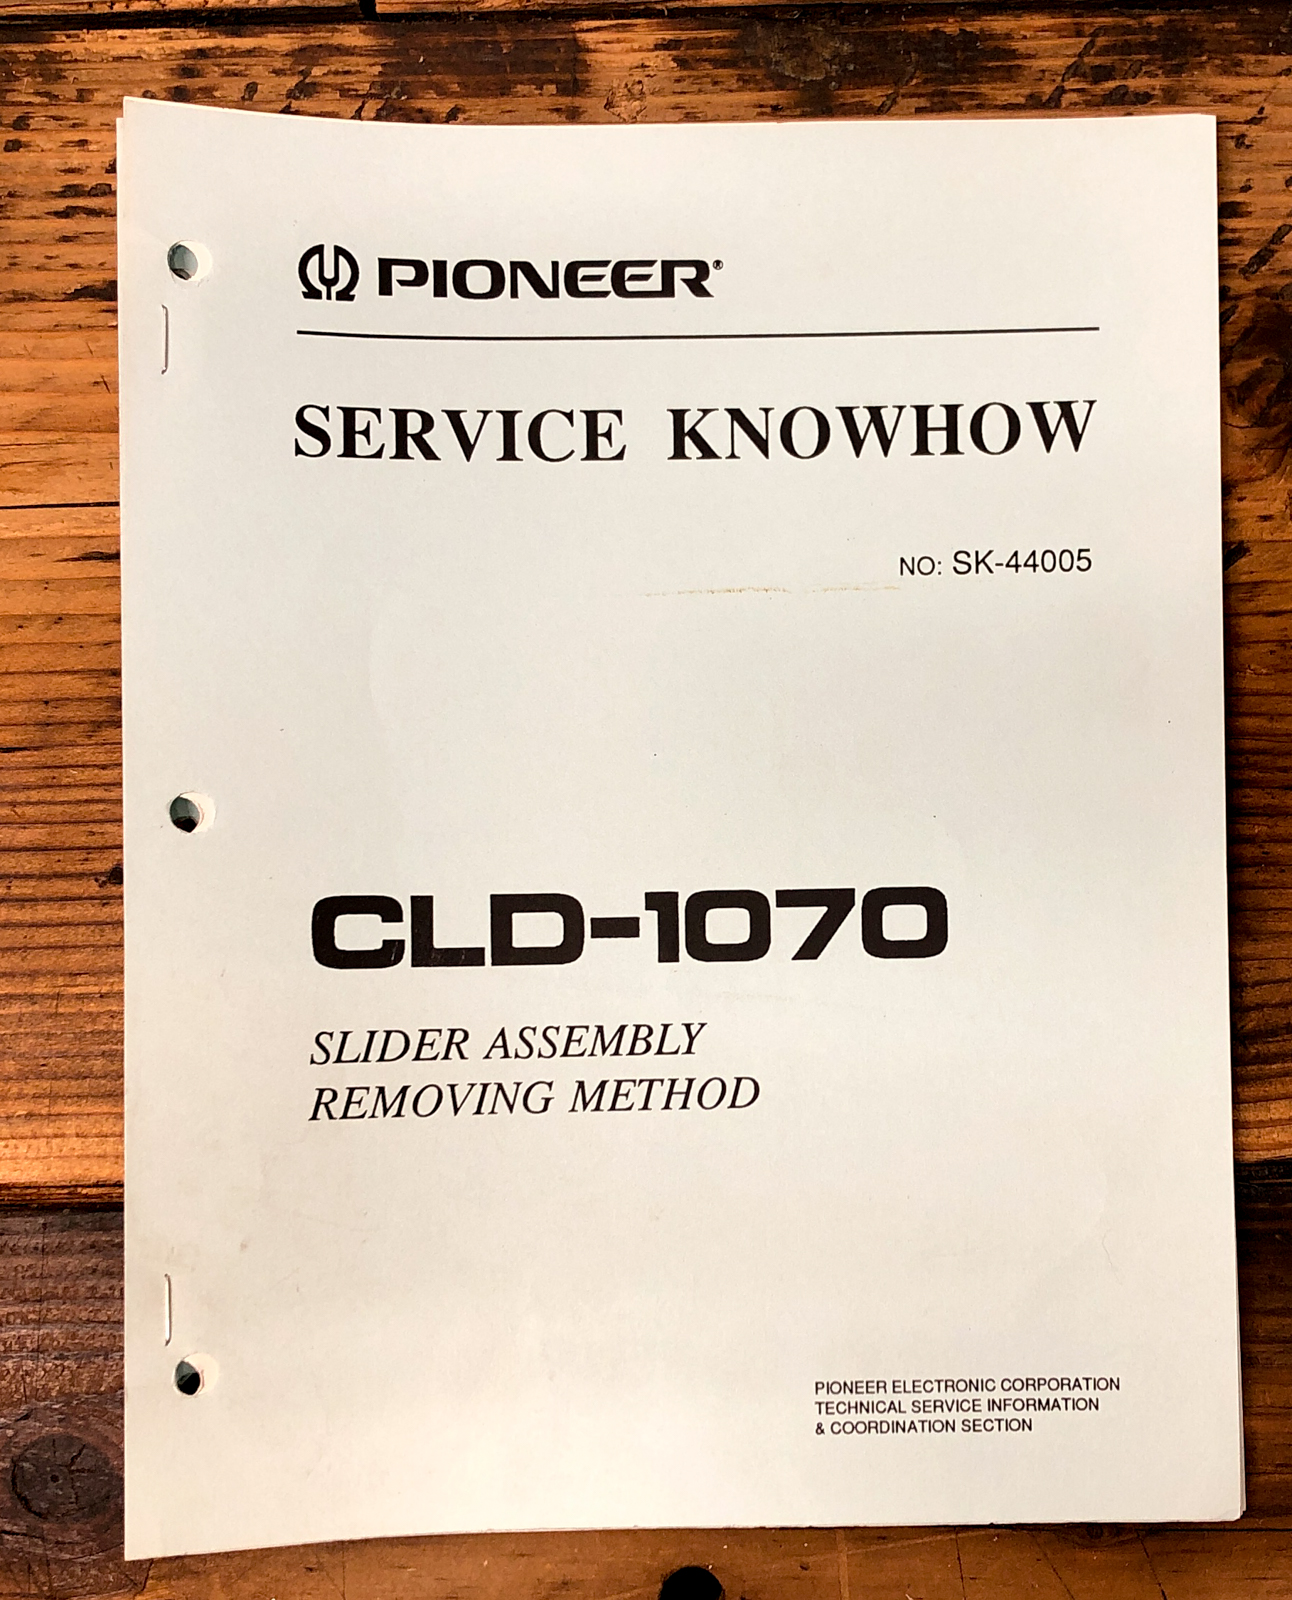 PIONEER®
SERVICE KNOWHOW
NO: SK-44005
CLD-1070
SLIDER ASSEMBLY
REMOVING METHOD
PIONEER ELECTRONIC CORPORATION
TECHNICAL SERVICE INFORMATION
& COORDINATION SECTION